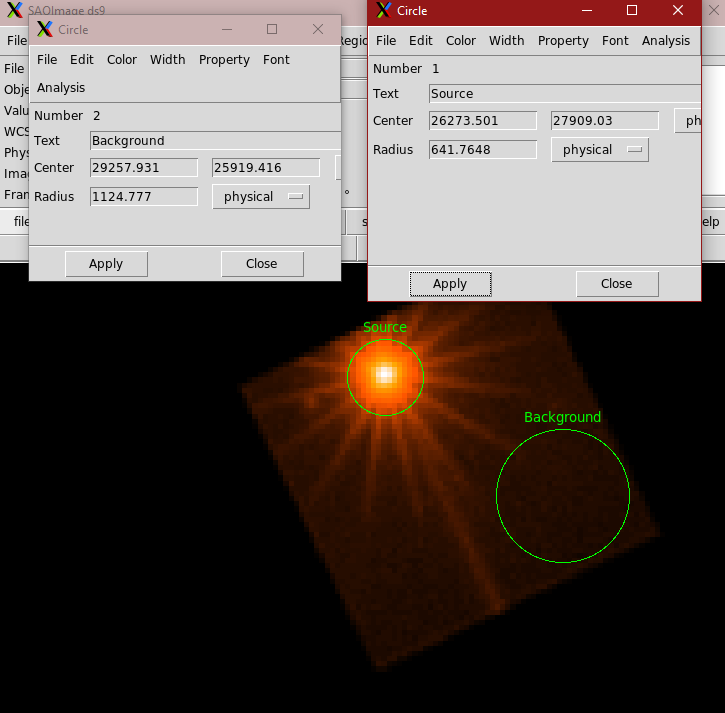 SAOImage ds9
Circle
File Edit Color Width Property Font
Analysis
Number 2
Text Background
Center 29257.931 25919.416
Radius 1124.777 physical
Apply Close
Circle
File Edit Color Width Property Font Analysis
Number 1
Text Source
Center 26273.501 27909.03 ph
Radius 641.7648 physical
Apply Close
File
File
Obje
Valu
WCS
Phys
Imag
Fram
file
Regio
elp
Source
Background